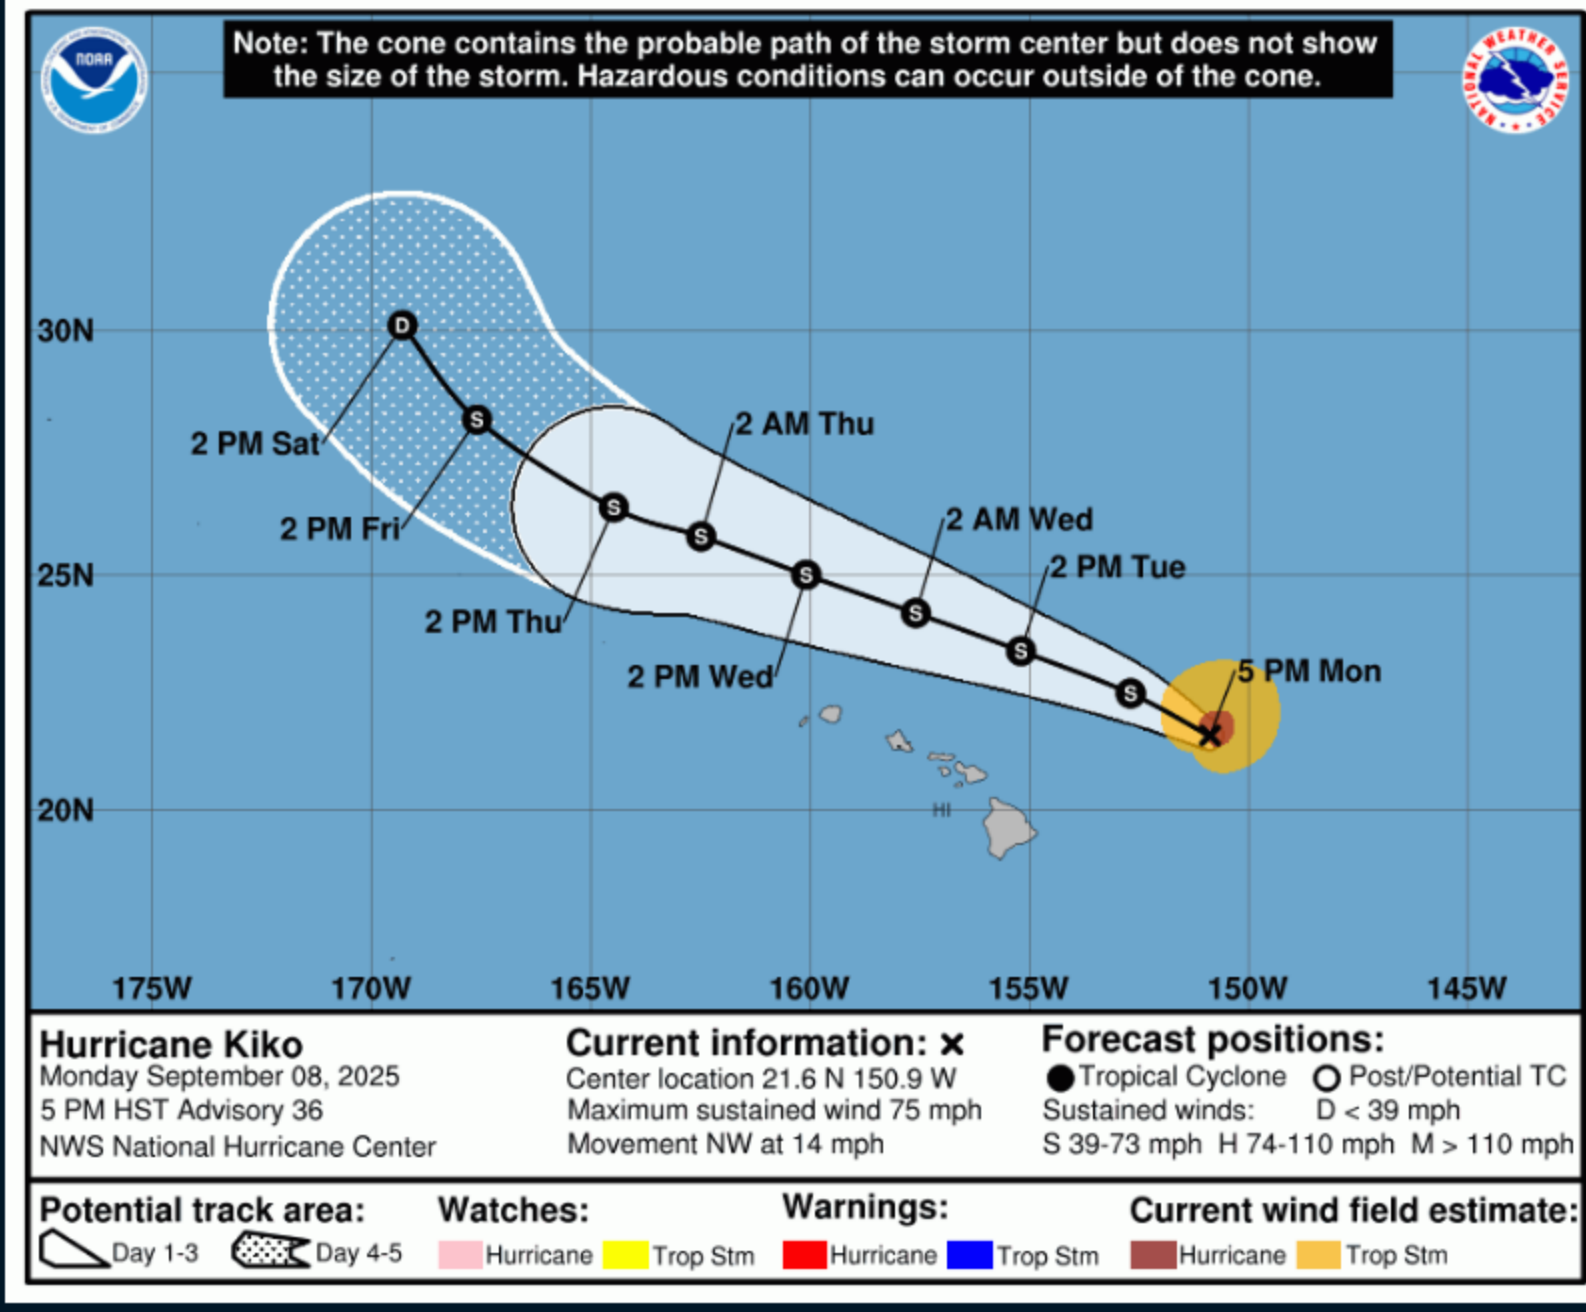 Note: The cone contains the probable path of the storm center but does not show
the size of the storm. Hazardous conditions can occur outside of the cone.
NOAA
NATIONAL WEATHER SERVICE
30N
25N
20N
D
S
S
S
S
S
S
S
2 AM Thu
2 PM Sat
2 AM Wed
2 PM Fri
2 PM Tue
2 PM Thu
2 PM Wed
5 PM Mon
HI
175W 170W 165W 160W 155W 150W 145W
Hurricane Kiko
Monday September 08, 2025
5 PM HST Advisory 36
NWS National Hurricane Center
Current information: ×
Center location 21.6 N 150.9 W
Maximum sustained wind 75 mph
Movement NW at 14 mph
Forecast positions:
Tropical Cyclone Post/Potential TC
Sustained winds: D < 39 mph
S 39-73 mph H 74-110 mph M > 110 mph
Potential track area:
Day 1-3 Day 4-5
Watches:
Hurricane Trop Stm
Warnings:
Hurricane Trop Stm
Current wind field estimate:
Hurricane Trop Stm